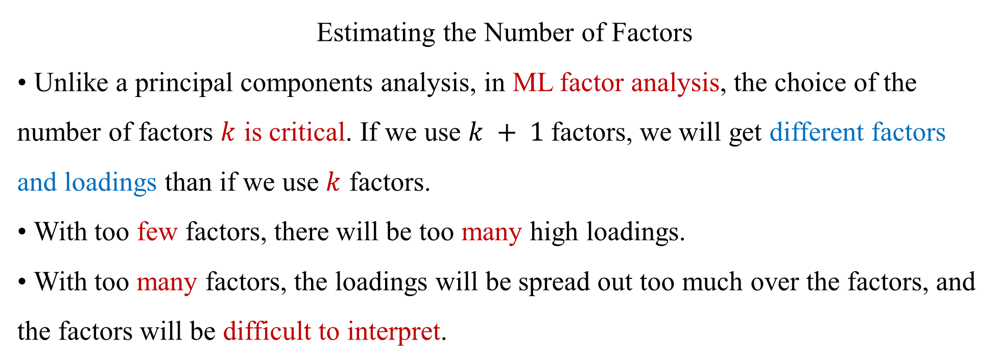 Estimating the Number of Factors
• Unlike a principal components analysis, in ML factor analysis, the choice of the
number of factors k is critical. If we use k + 1 factors, we will get different factors
and loadings than if we use k factors.
• With too few factors, there will be too many high loadings.
• With too many factors, the loadings will be spread out too much over the factors, and
the factors will be difficult to interpret.